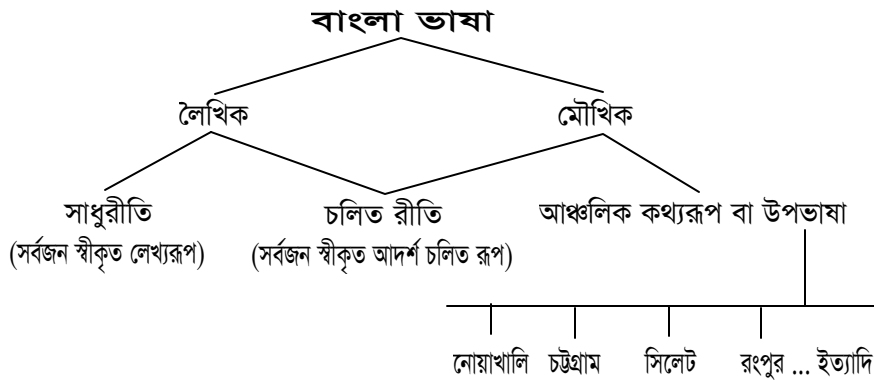 বাংলা ভাষা
লৈখিক মৌখিক
সাধুরীতি চলিত রীতি আঞ্চলিক কথ্যরূপ বা উপভাষা
(সর্বজন স্বীকৃত লেখ্যরূপ) (সর্বজন স্বীকৃত আদর্শ চলিত রূপ)
নোয়াখালি চট্টগ্রাম সিলেট রংপুর ... ইত্যাদি